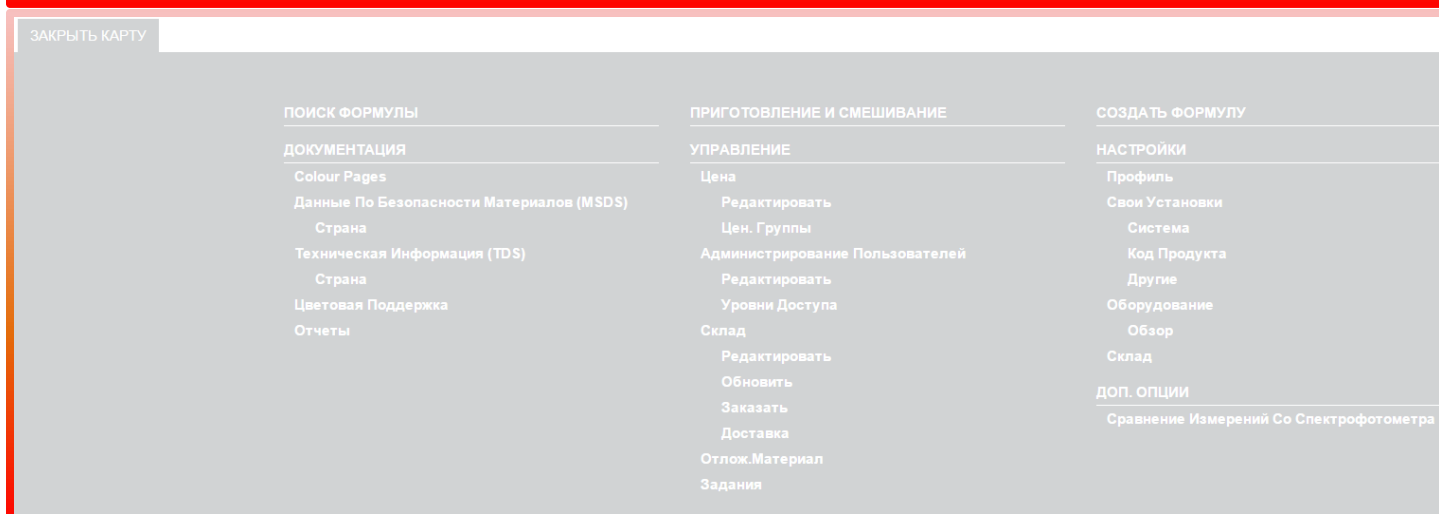 ЗАКРЫТЬ КАРТУ
ПОИСК ФОРМУЛЫ
ДОКУМЕНТАЦИЯ
Colour Pages
Данные По Безопасности Материалов (MSDS)
Страна
Техническая Информация (TDS)
Страна
Цветовая Поддержка
Отчеты
ПРИГОТОВЛЕНИЕ И СМЕШИВАНИЕ
УПРАВЛЕНИЕ
Цена
Редактировать
Цен. Группы
Администрирование Пользователей
Редактировать
Уровни Доступа
Склад
Редактировать
Обновить
Заказать
Доставка
Отлож.Материал
Задания
СОЗДАТЬ ФОРМУЛУ
НАСТРОЙКИ
Профиль
Свои Установки
Система
Код Продукта
Другие
Оборудование
Обзор
Склад
ДОП. ОПЦИИ
Сравнение Измерений Со Спектрофотометра